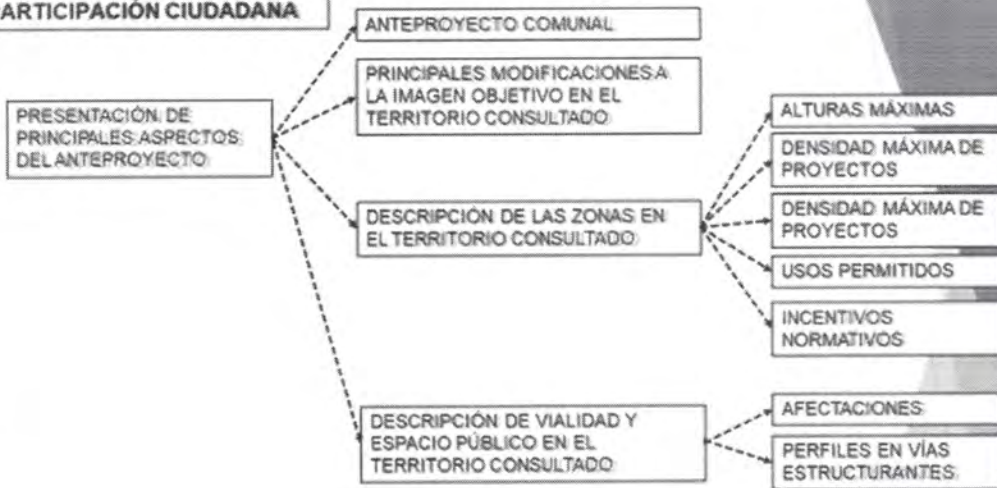 ARTICIPACIÓN CIUDADANA
PRESENTACIÓN DE
PRINCIPALES ASPECTOS
DEL ANTEPROYECTO
ANTEPROYECTO COMUNAL
PRINCIPALES MODIFICACIONES A
LA IMAGEN OBJETIVO EN EL
TERRITORIO CONSULTADO
DESCRIPCIÓN DE LAS ZONAS EN
EL TERRITORIO CONSULTADO
ALTURAS MÁXIMAS
DENSIDAD MÁXIMA DE
PROYECTOS
DENSIDAD MÁXIMA DE
PROYECTOS
USOS PERMITIDOS
INCENTIVOS
NORMATIVOS
DESCRIPCIÓN DE VIALIDAD Y
ESPACIO PÚBLICO EN EL
TERRITORIO CONSULTADO
AFECTACIONES
PERFILES EN VÍAS
ESTRUCTURANTES